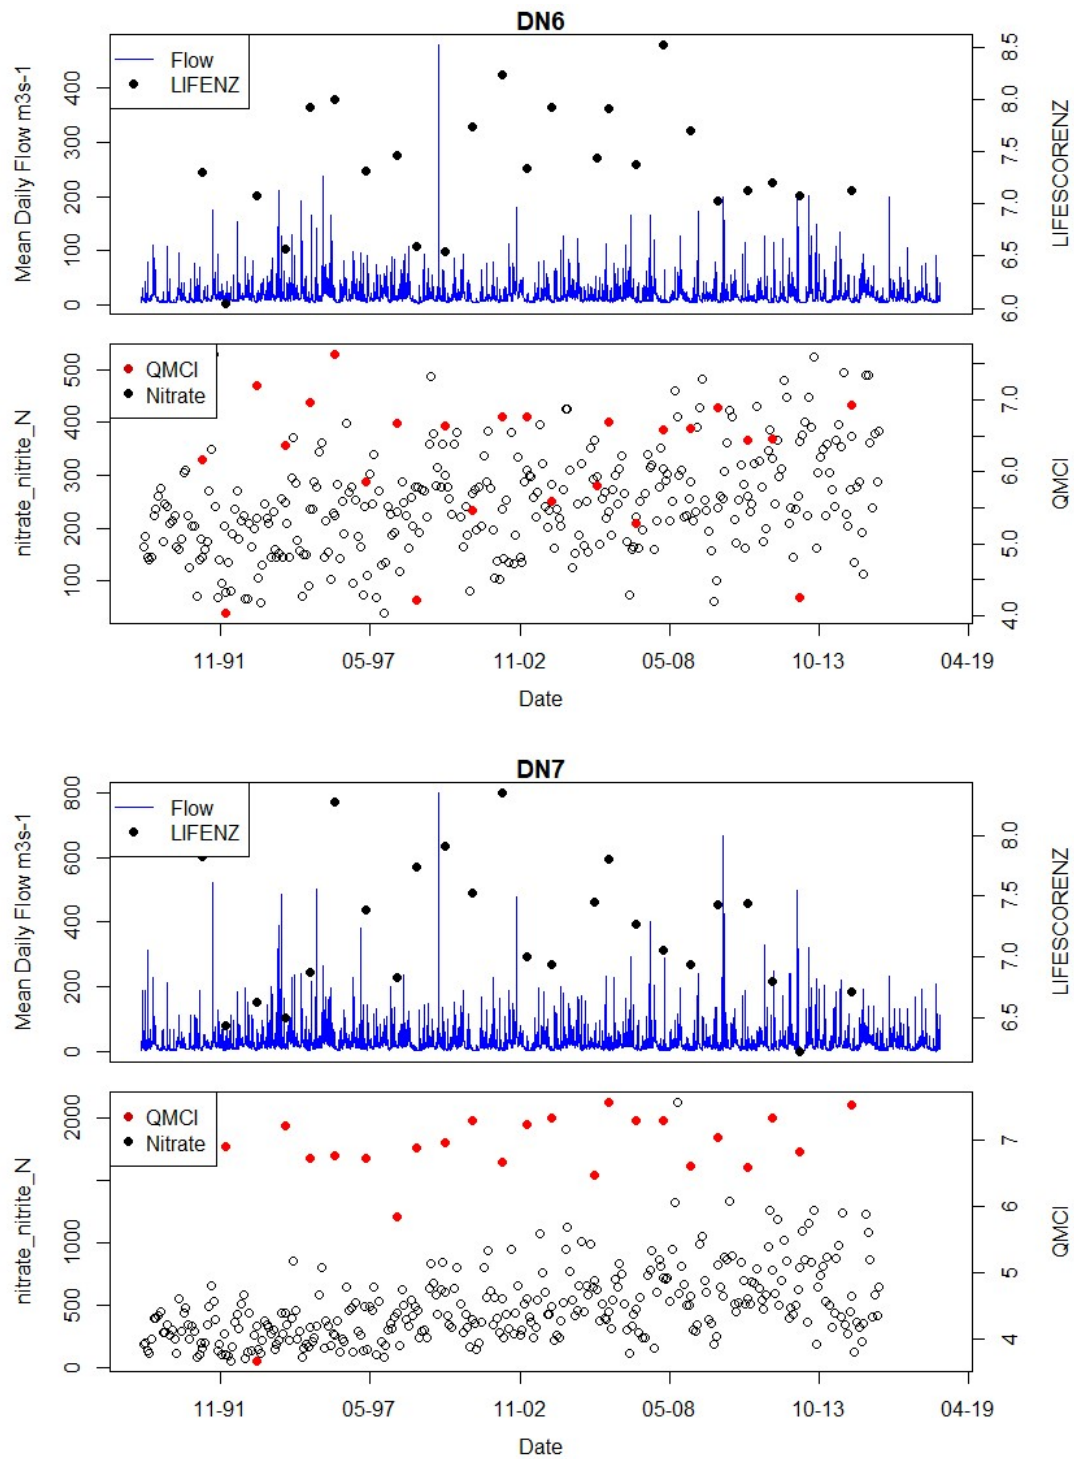 DN6
Flow
LIFENZ
Mean Daily Flow m3s-1
0
100
200
300
400
LIFESCORENZ
6.0
6.5
7.0
7.5
8.0
8.5
QMCI
Nitrate
nitrate_nitrite_N
100
200
300
400
500
QMCI
4.0
5.0
6.0
7.0
11-91
05-97
11-02
05-08
10-13
04-19
Date
DN7
Flow
LIFENZ
Mean Daily Flow m3s-1
0
200
400
600
800
LIFESCORENZ
6.5
7.0
7.5
8.0
QMCI
Nitrate
nitrate_nitrite_N
0
500
1000
2000
QMCI
4
5
6
7
11-91
05-97
11-02
05-08
10-13
04-19
Date